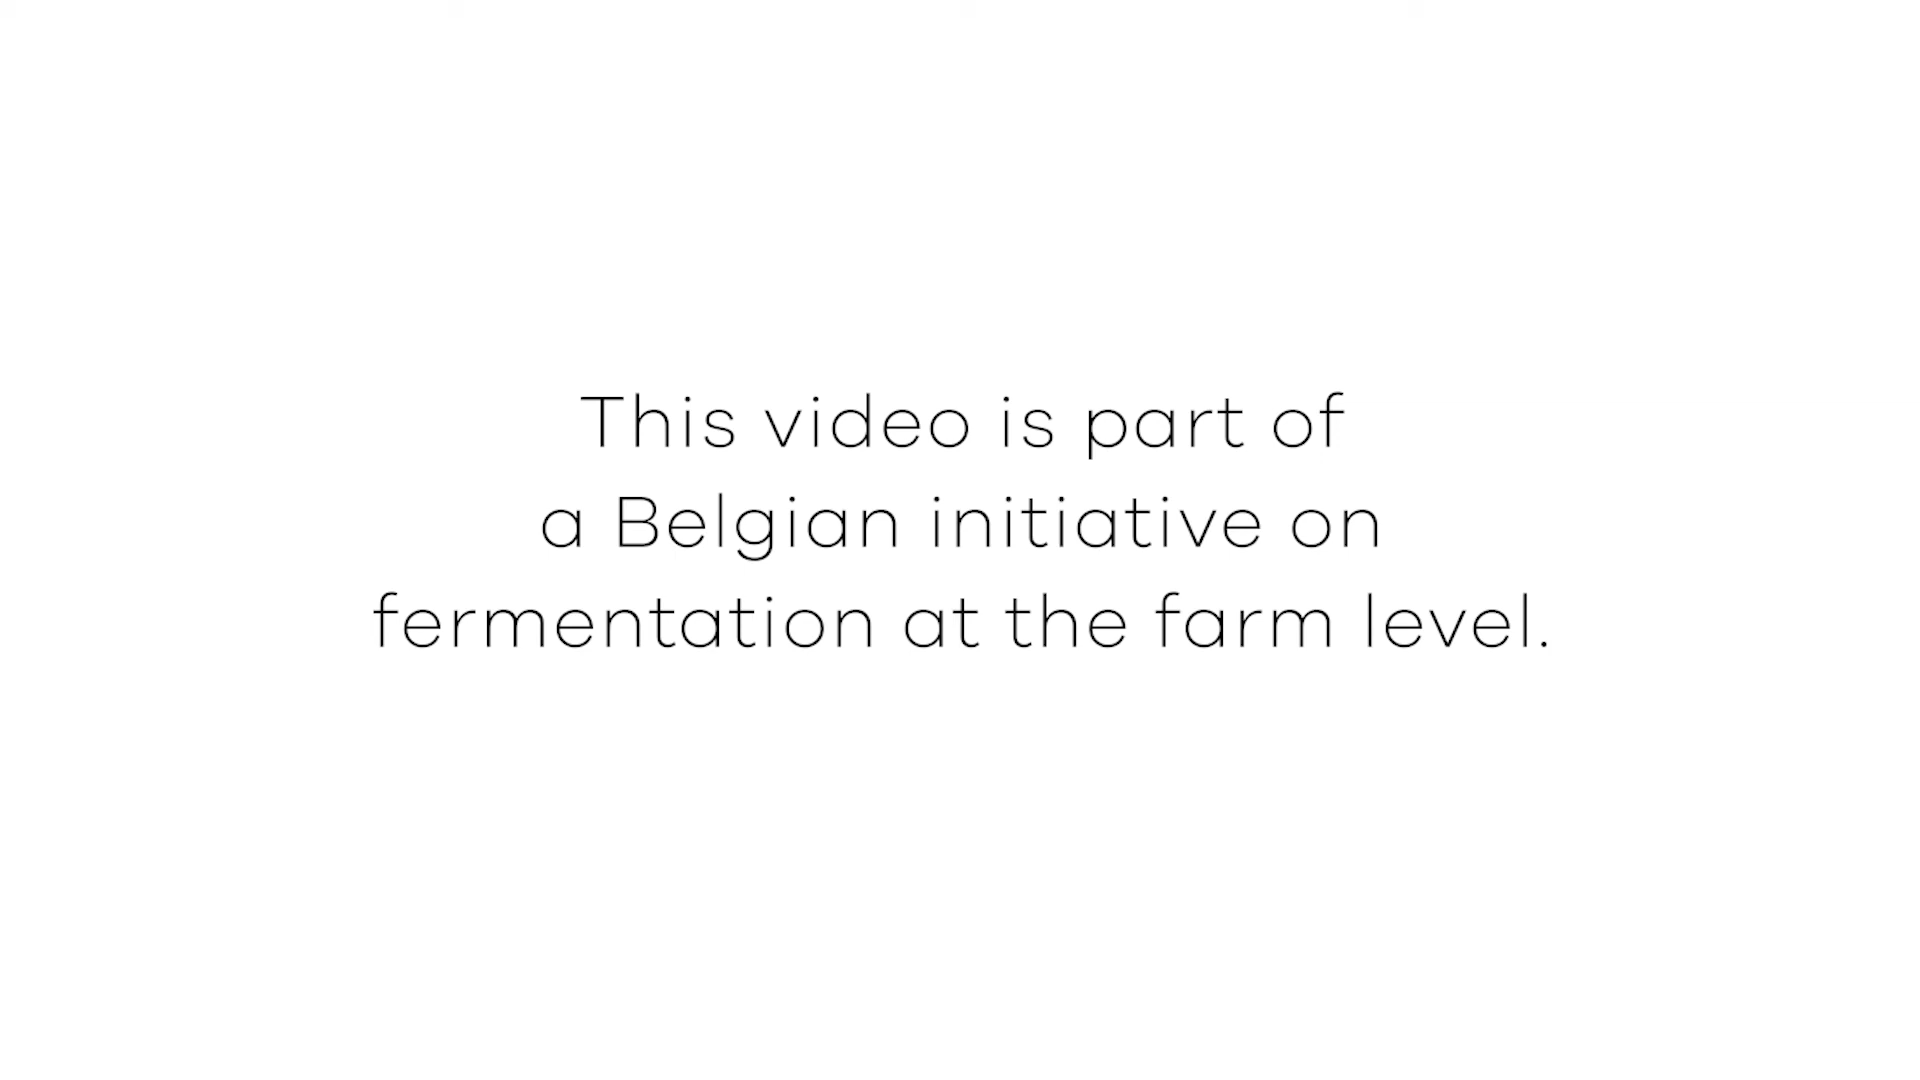 This video is part of
a Belgian initiative on
fermentation at the farm level.